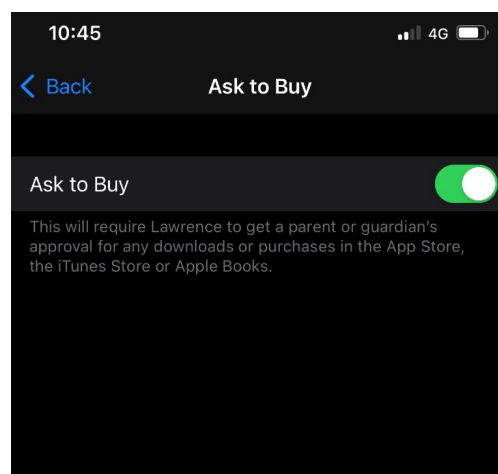 10:45 4G
Back Ask to Buy
Ask to Buy
This will require Lawrence to get a parent or guardian's
approval for any downloads or purchases in the App Store,
the iTunes Store or Apple Books.